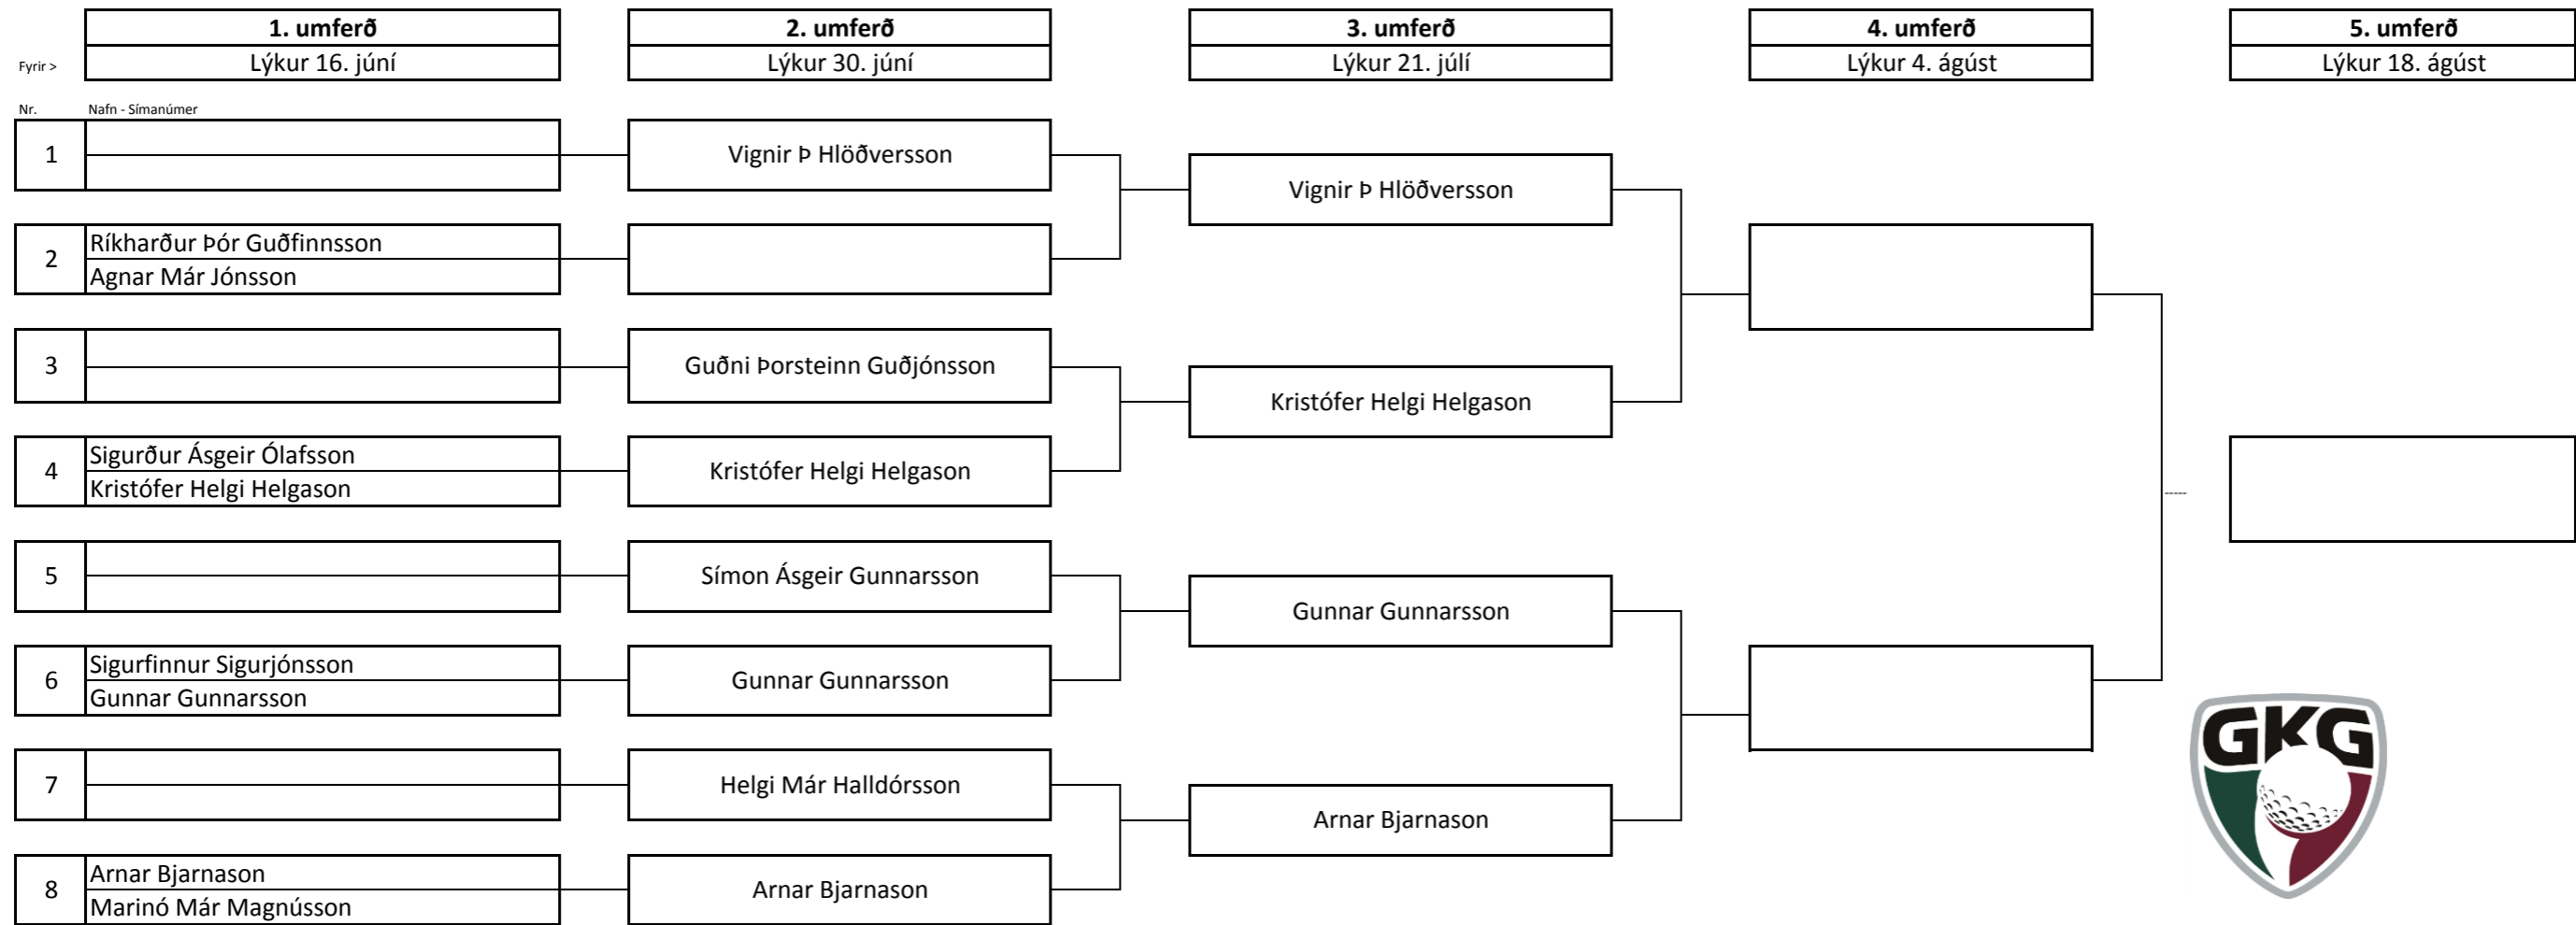 1. umferð
2. umferð
3. umferð
4. umferð
5. umferð
Fyrir >
Lýkur 16. júní
Lýkur 30. júní
Lýkur 21. júlí
Lýkur 4. ágúst
Lýkur 18. ágúst
Nr.
Nafn - Símanúmer
1
Vignir Þ Hlöðversson
Vignir Þ Hlöðversson
2
Ríkharður Þór Guðfinnsson
Agnar Már Jónsson
3
Guðni Þorsteinn Guðjónsson
Kristófer Helgi Helgason
4
Sigurður Ásgeir Ólafsson
Kristófer Helgi Helgason
Kristófer Helgi Helgason
-----
5
Símon Ásgeir Gunnarsson
Gunnar Gunnarsson
6
Sigurfinnur Sigurjónsson
Gunnar Gunnarsson
Gunnar Gunnarsson
GKG
7
Helgi Már Halldórsson
Arnar Bjarnason
8
Arnar Bjarnason
Marinó Már Magnússon
Arnar Bjarnason